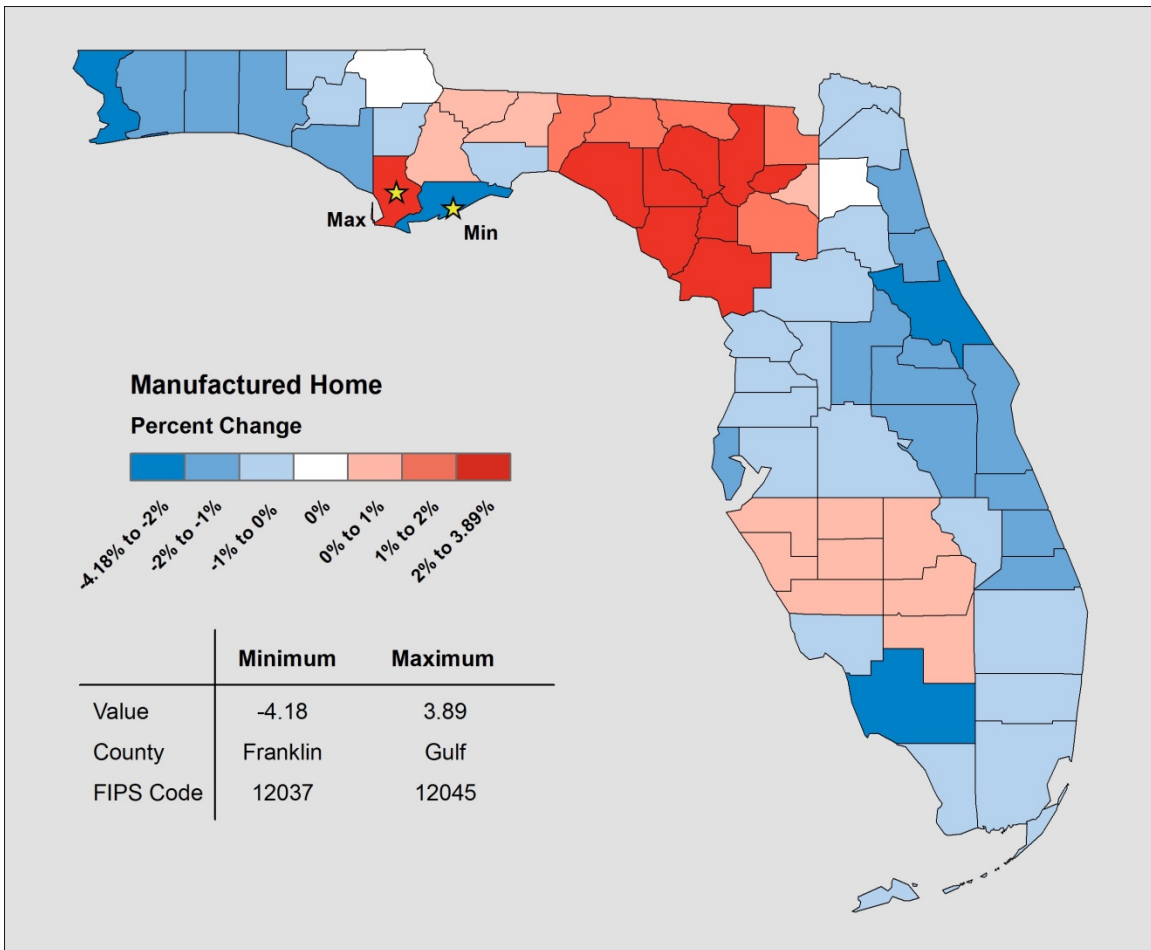 Max
Min
Manufactured Home
Percent Change
-4.18% to -2%
-2% to -1%
-1% to 0%
0%
0% to 1%
1% to 2%
2% to 3.89%
Minimum Maximum
Value -4.18 3.89
County Franklin Gulf
FIPS Code 12037 12045